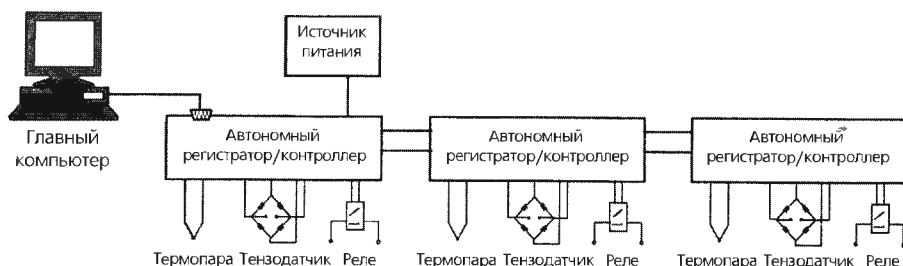 Источник
питания
Главный
компьютер
Автономный
регистратор/контроллер
Автономный
регистратор/контроллер
Автономный
регистратор/контроллер
Термопара Тензодатчик Реле
Термопара Тензодатчик Реле
Термопара Тензодатчик Реле